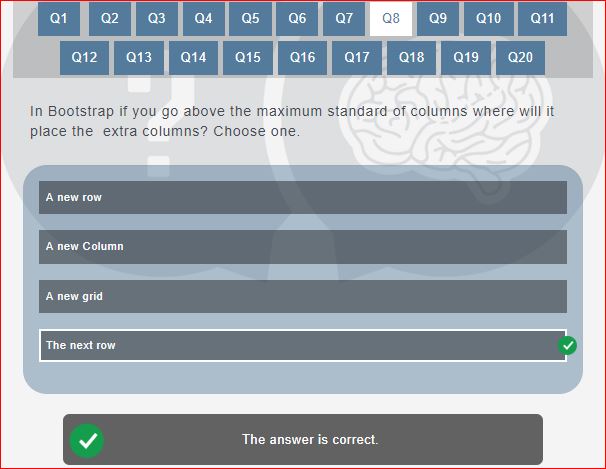 Q1 Q2 Q3 Q4 Q5 Q6 Q7 Q8 Q9 Q10 Q11
Q12 Q13 Q14 Q15 Q16 Q17 Q18 Q19 Q20
In Bootstrap if you go above the maximum standard of columns where will it
place the extra columns? Choose one.
A new row
A new Column
A new grid
The next row
The answer is correct.